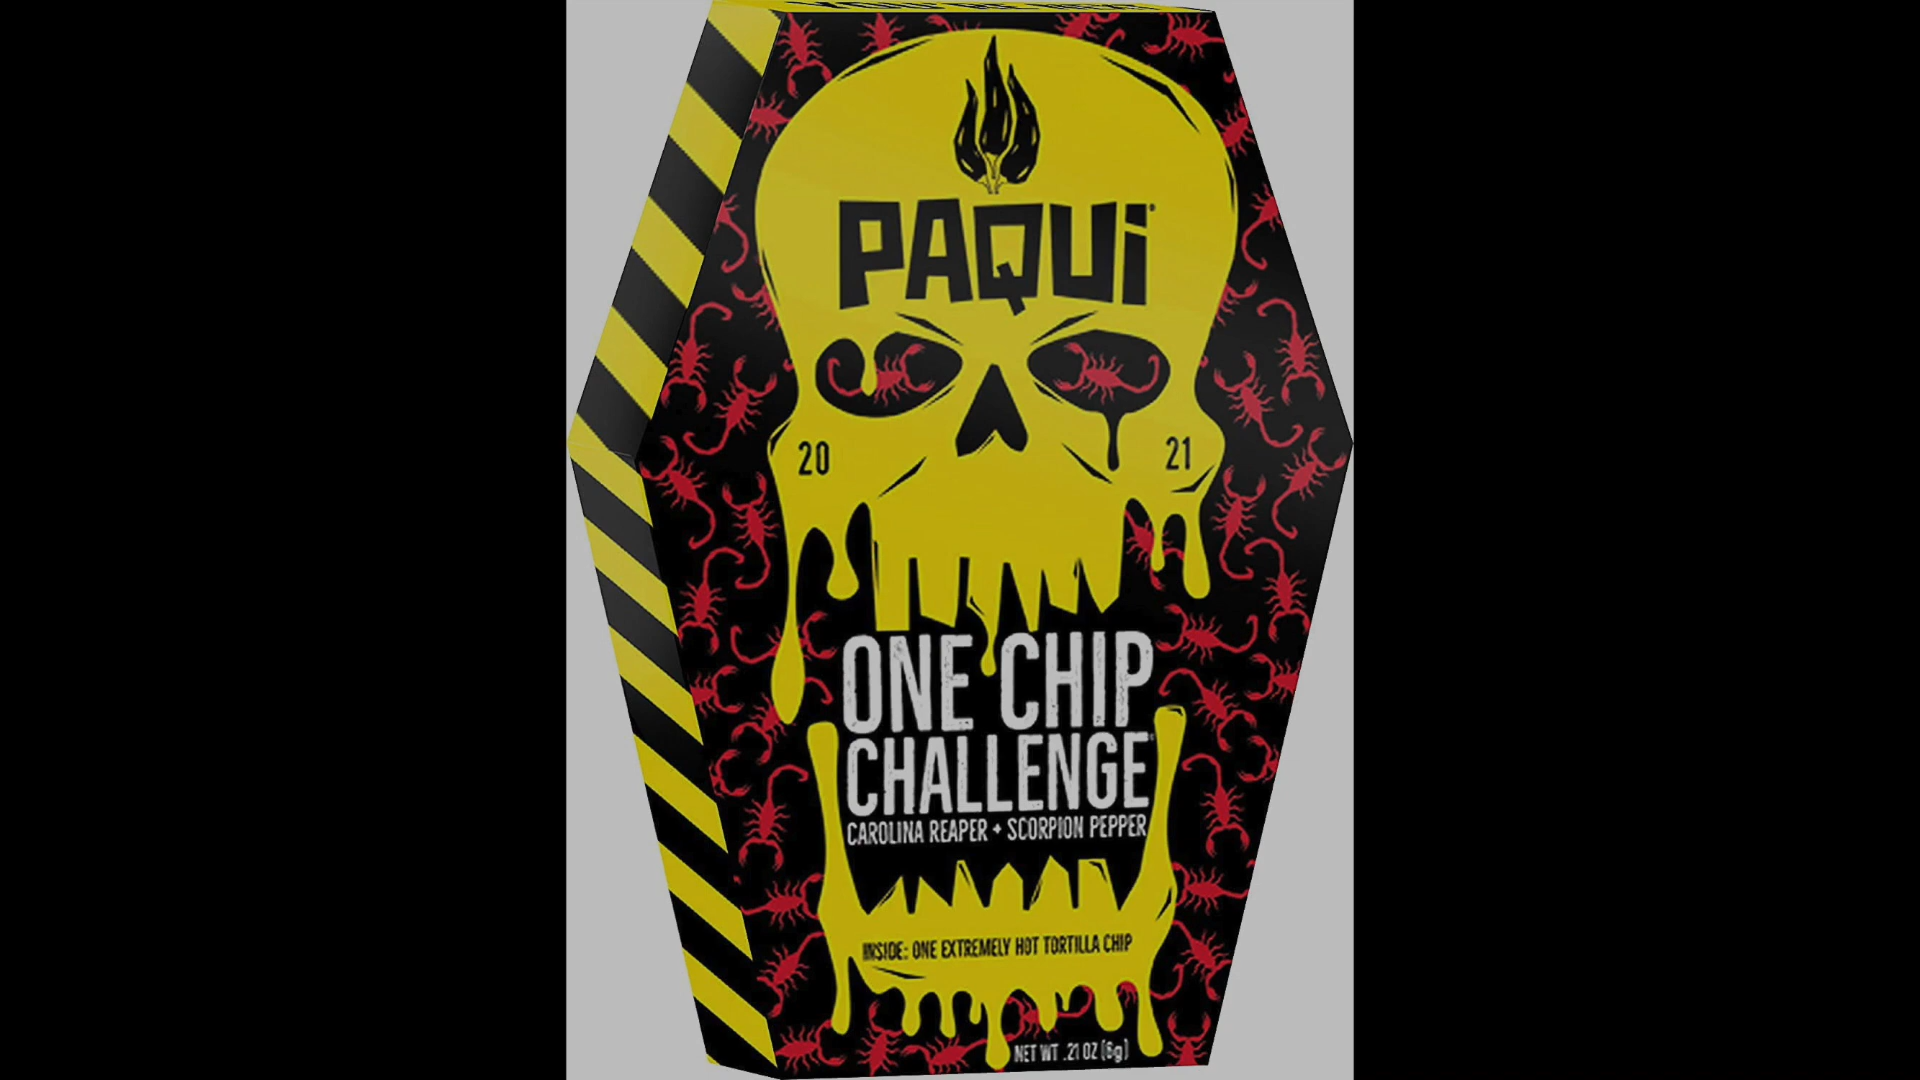 PAQUI
20 21
ONE CHIP
CHALLENGE
CAROLINA REAPER + SCORPION PEPPER
INSIDE: ONE EXTREMELY HOT TORTILLA CHIP
NET WT .21 OZ (6g)